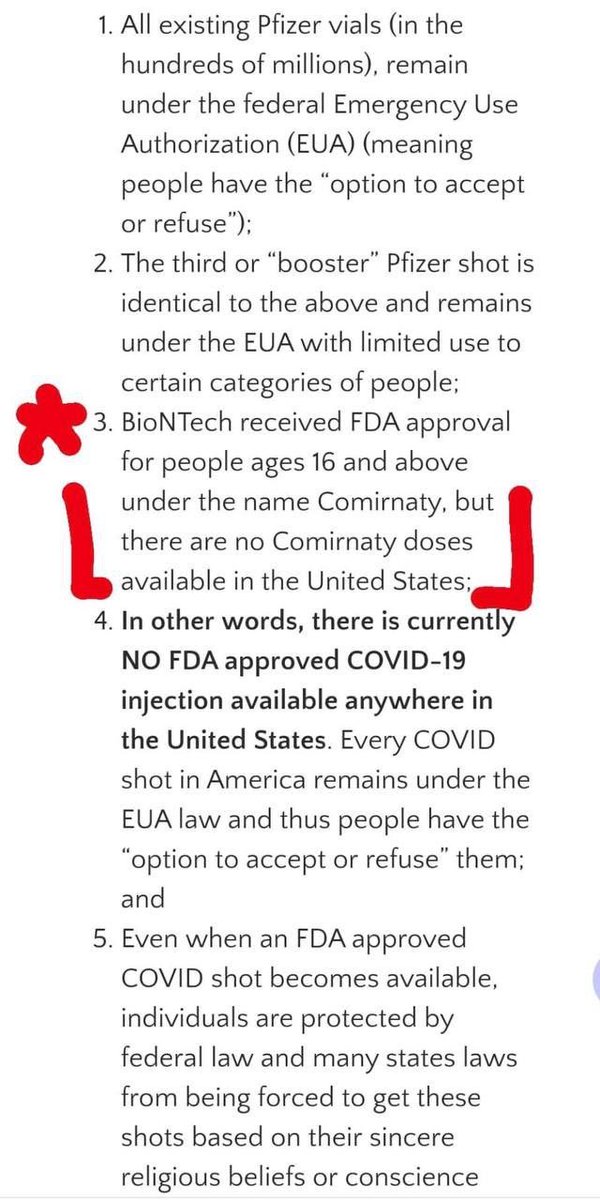 1. All existing Pfizer vials (in the
hundreds of millions), remain
under the federal Emergency Use
Authorization (EUA) (meaning
people have the “option to accept
or refuse”);
2. The third or “booster” Pfizer shot is
identical to the above and remains
under the EUA with limited use to
certain categories of people;
3. BioNTech received FDA approval
for people ages 16 and above
under the name Comirnaty, but
there are no Comirnaty doses
available in the United States;
4. In other words, there is currently
NO FDA approved COVID-19
injection available anywhere in
the United States. Every COVID
shot in America remains under the
EUA law and thus people have the
“option to accept or refuse” them;
and
5. Even when an FDA approved
COVID shot becomes available,
individuals are protected by
federal law and many states laws
from being forced to get these
shots based on their sincere
religious beliefs or conscience